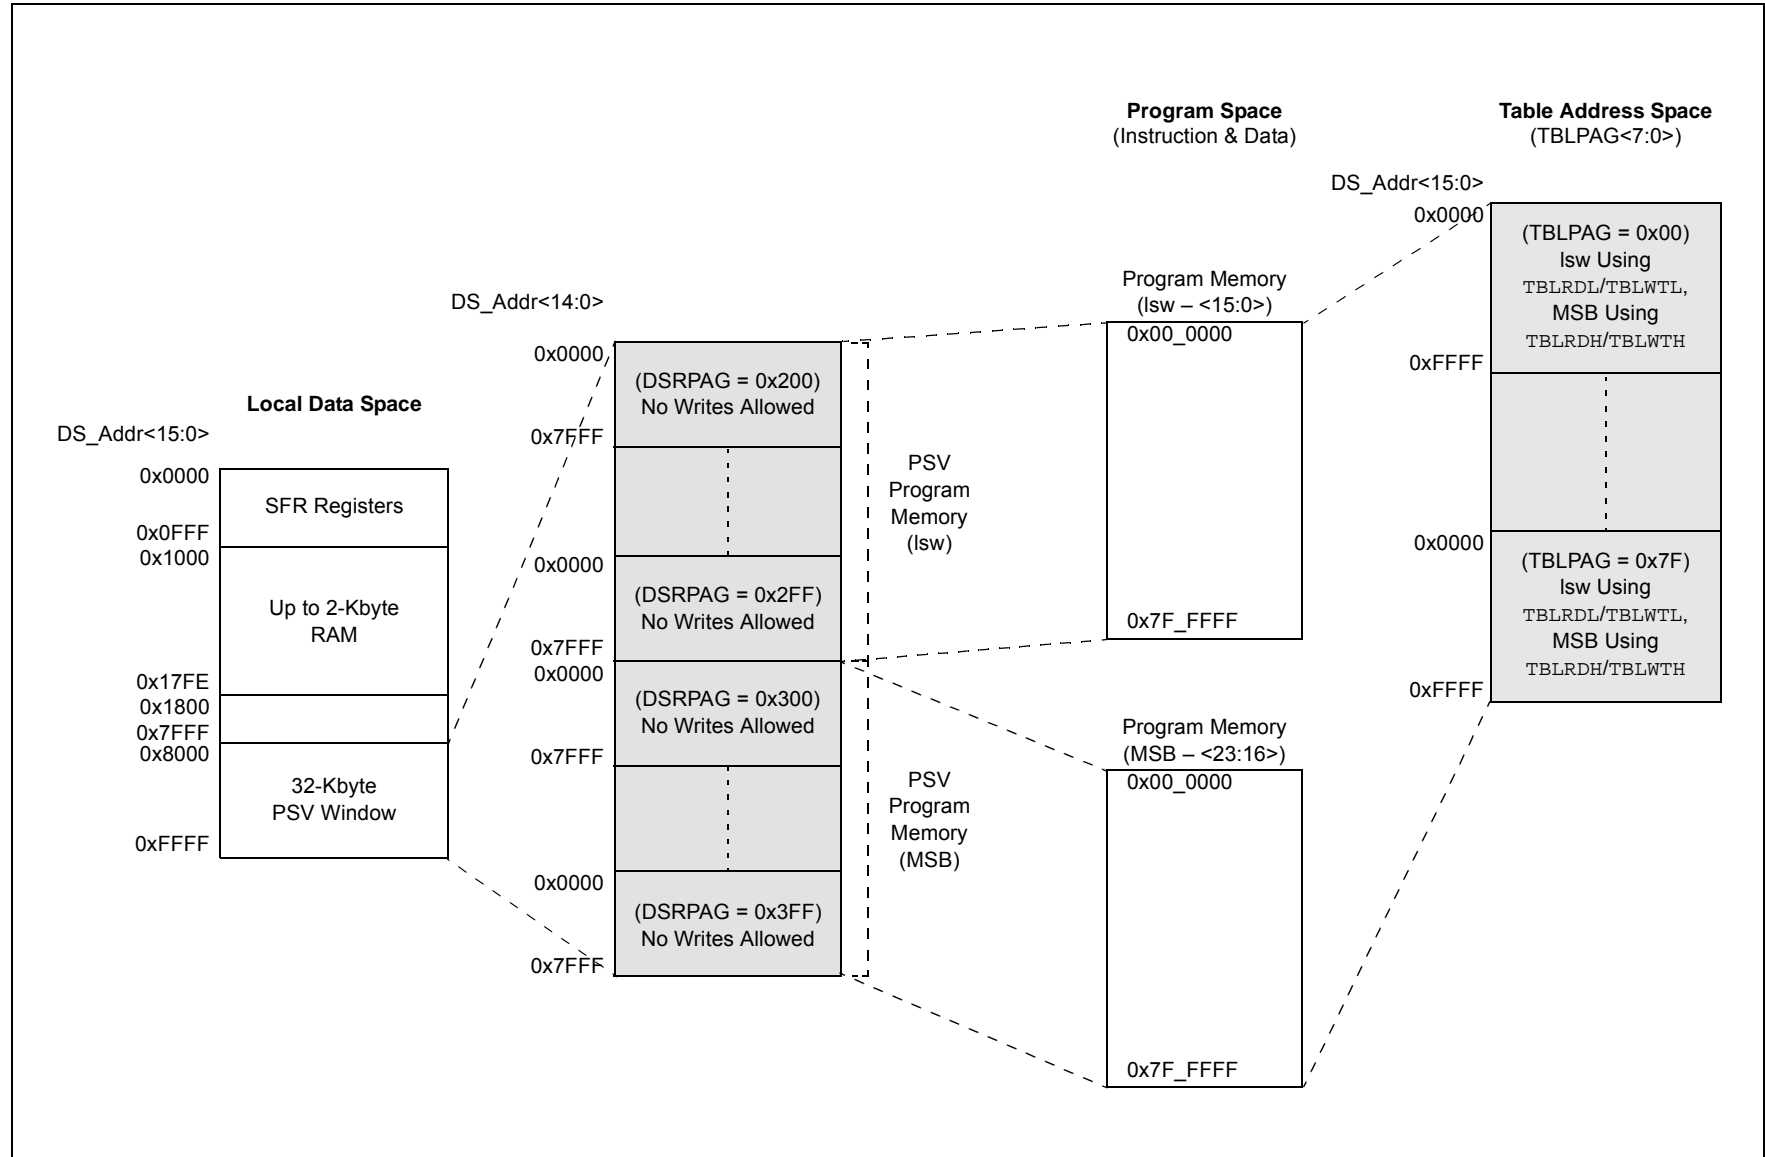 Local Data Space
DS_Addr<15:0>
0x0000
SFR Registers
0x0FFF
0x1000
Up to 2-Kbyte
RAM
0x17FE
0x1800
0x7FFF
0x8000
32-Kbyte
PSV Window
0xFFFF
DS_Addr<14:0>
0x0000
(DSRPAG = 0x200)
No Writes Allowed
0x7FFF
0x0000
(DSRPAG = 0x2FF)
No Writes Allowed
0x7FFF
0x0000
(DSRPAG = 0x300)
No Writes Allowed
0x7FFF
0x0000
(DSRPAG = 0x3FF)
No Writes Allowed
0x7FFF
PSV
Program
Memory
(lsw)
PSV
Program
Memory
(MSB)
Program Space
(Instruction & Data)
Program Memory
(lsw – <15:0>)
0x00_0000
0x7F_FFFF
Program Memory
(MSB – <23:16>)
0x00_0000
0x7F_FFFF
Table Address Space
(TBLPAG<7:0>)
DS_Addr<15:0>
0x0000
(TBLPAG = 0x00)
lsw Using
TBLRDL/TBLWTL,
MSB Using
TBLRDH/TBLWTH
0xFFFF
0x0000
(TBLPAG = 0x7F)
lsw Using
TBLRDL/TBLWTL,
MSB Using
TBLRDH/TBLWTH
0xFFFF